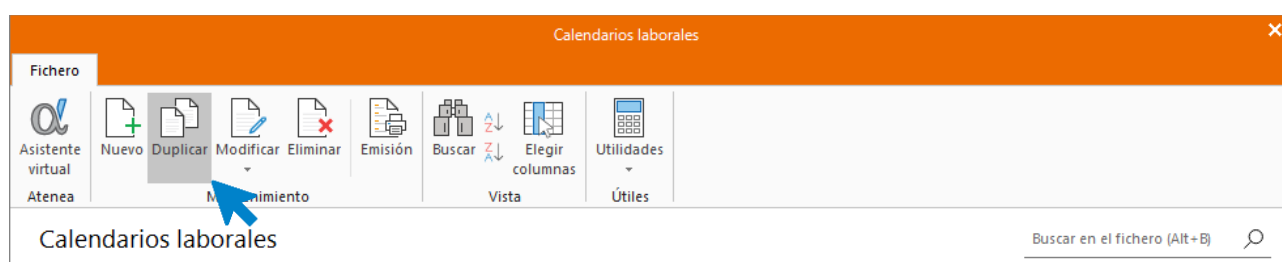 Calendarios laborales
Fichero
Asistente virtual
Nuevo
Duplicar
Modificar
Eliminar
Emisión
Buscar
Elegir columnas
Utilidades
Atenea
Vista
Útiles
Calendarios laborales
Buscar en el fichero (Alt+B)